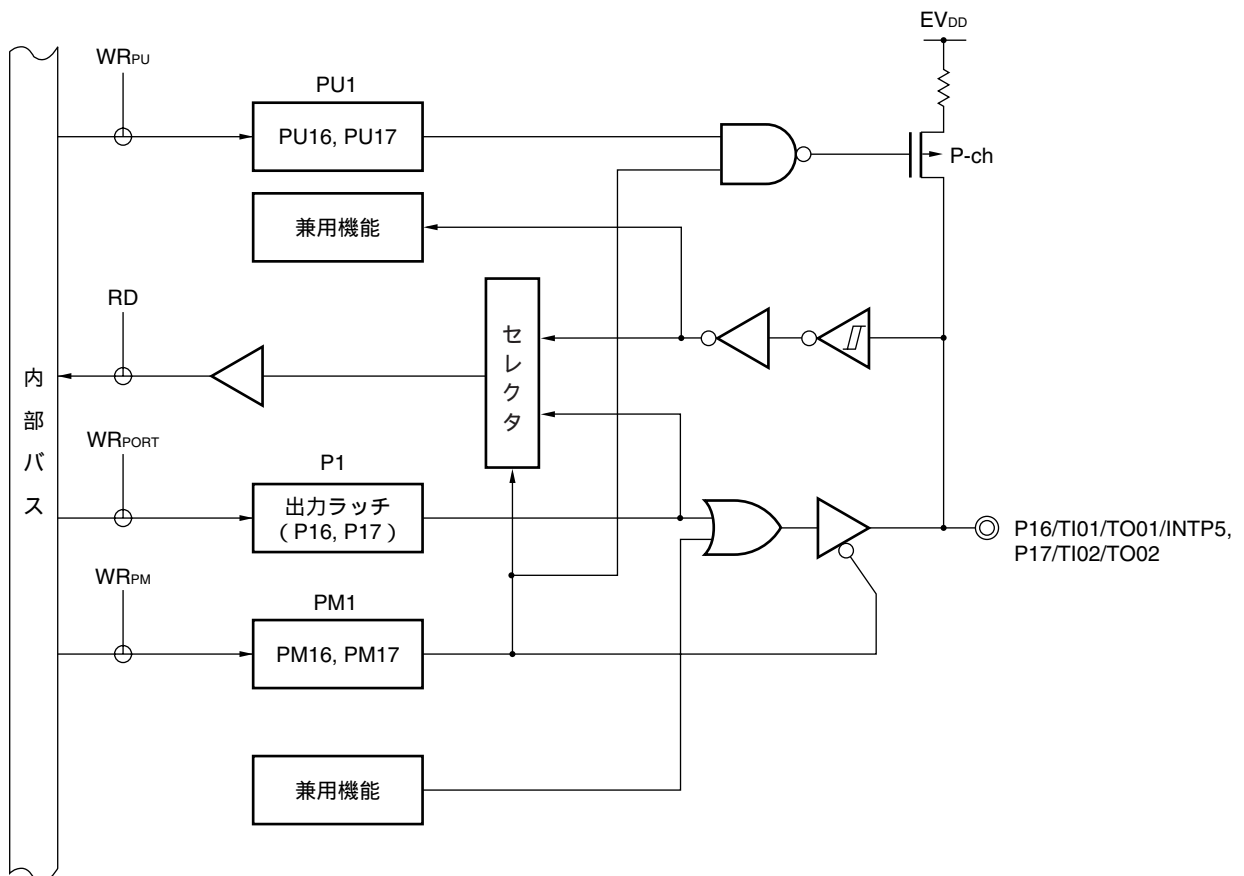 EVDD
WRPU
PU1
PU16, PU17
P-ch
兼用機能
RD
セレクタ
内部バス
WRPORT
P1
出力ラッチ
( P16, P17 )
P16/TI01/TO01/INTP5,
P17/TI02/TO02
WRPM
PM1
PM16, PM17
兼用機能